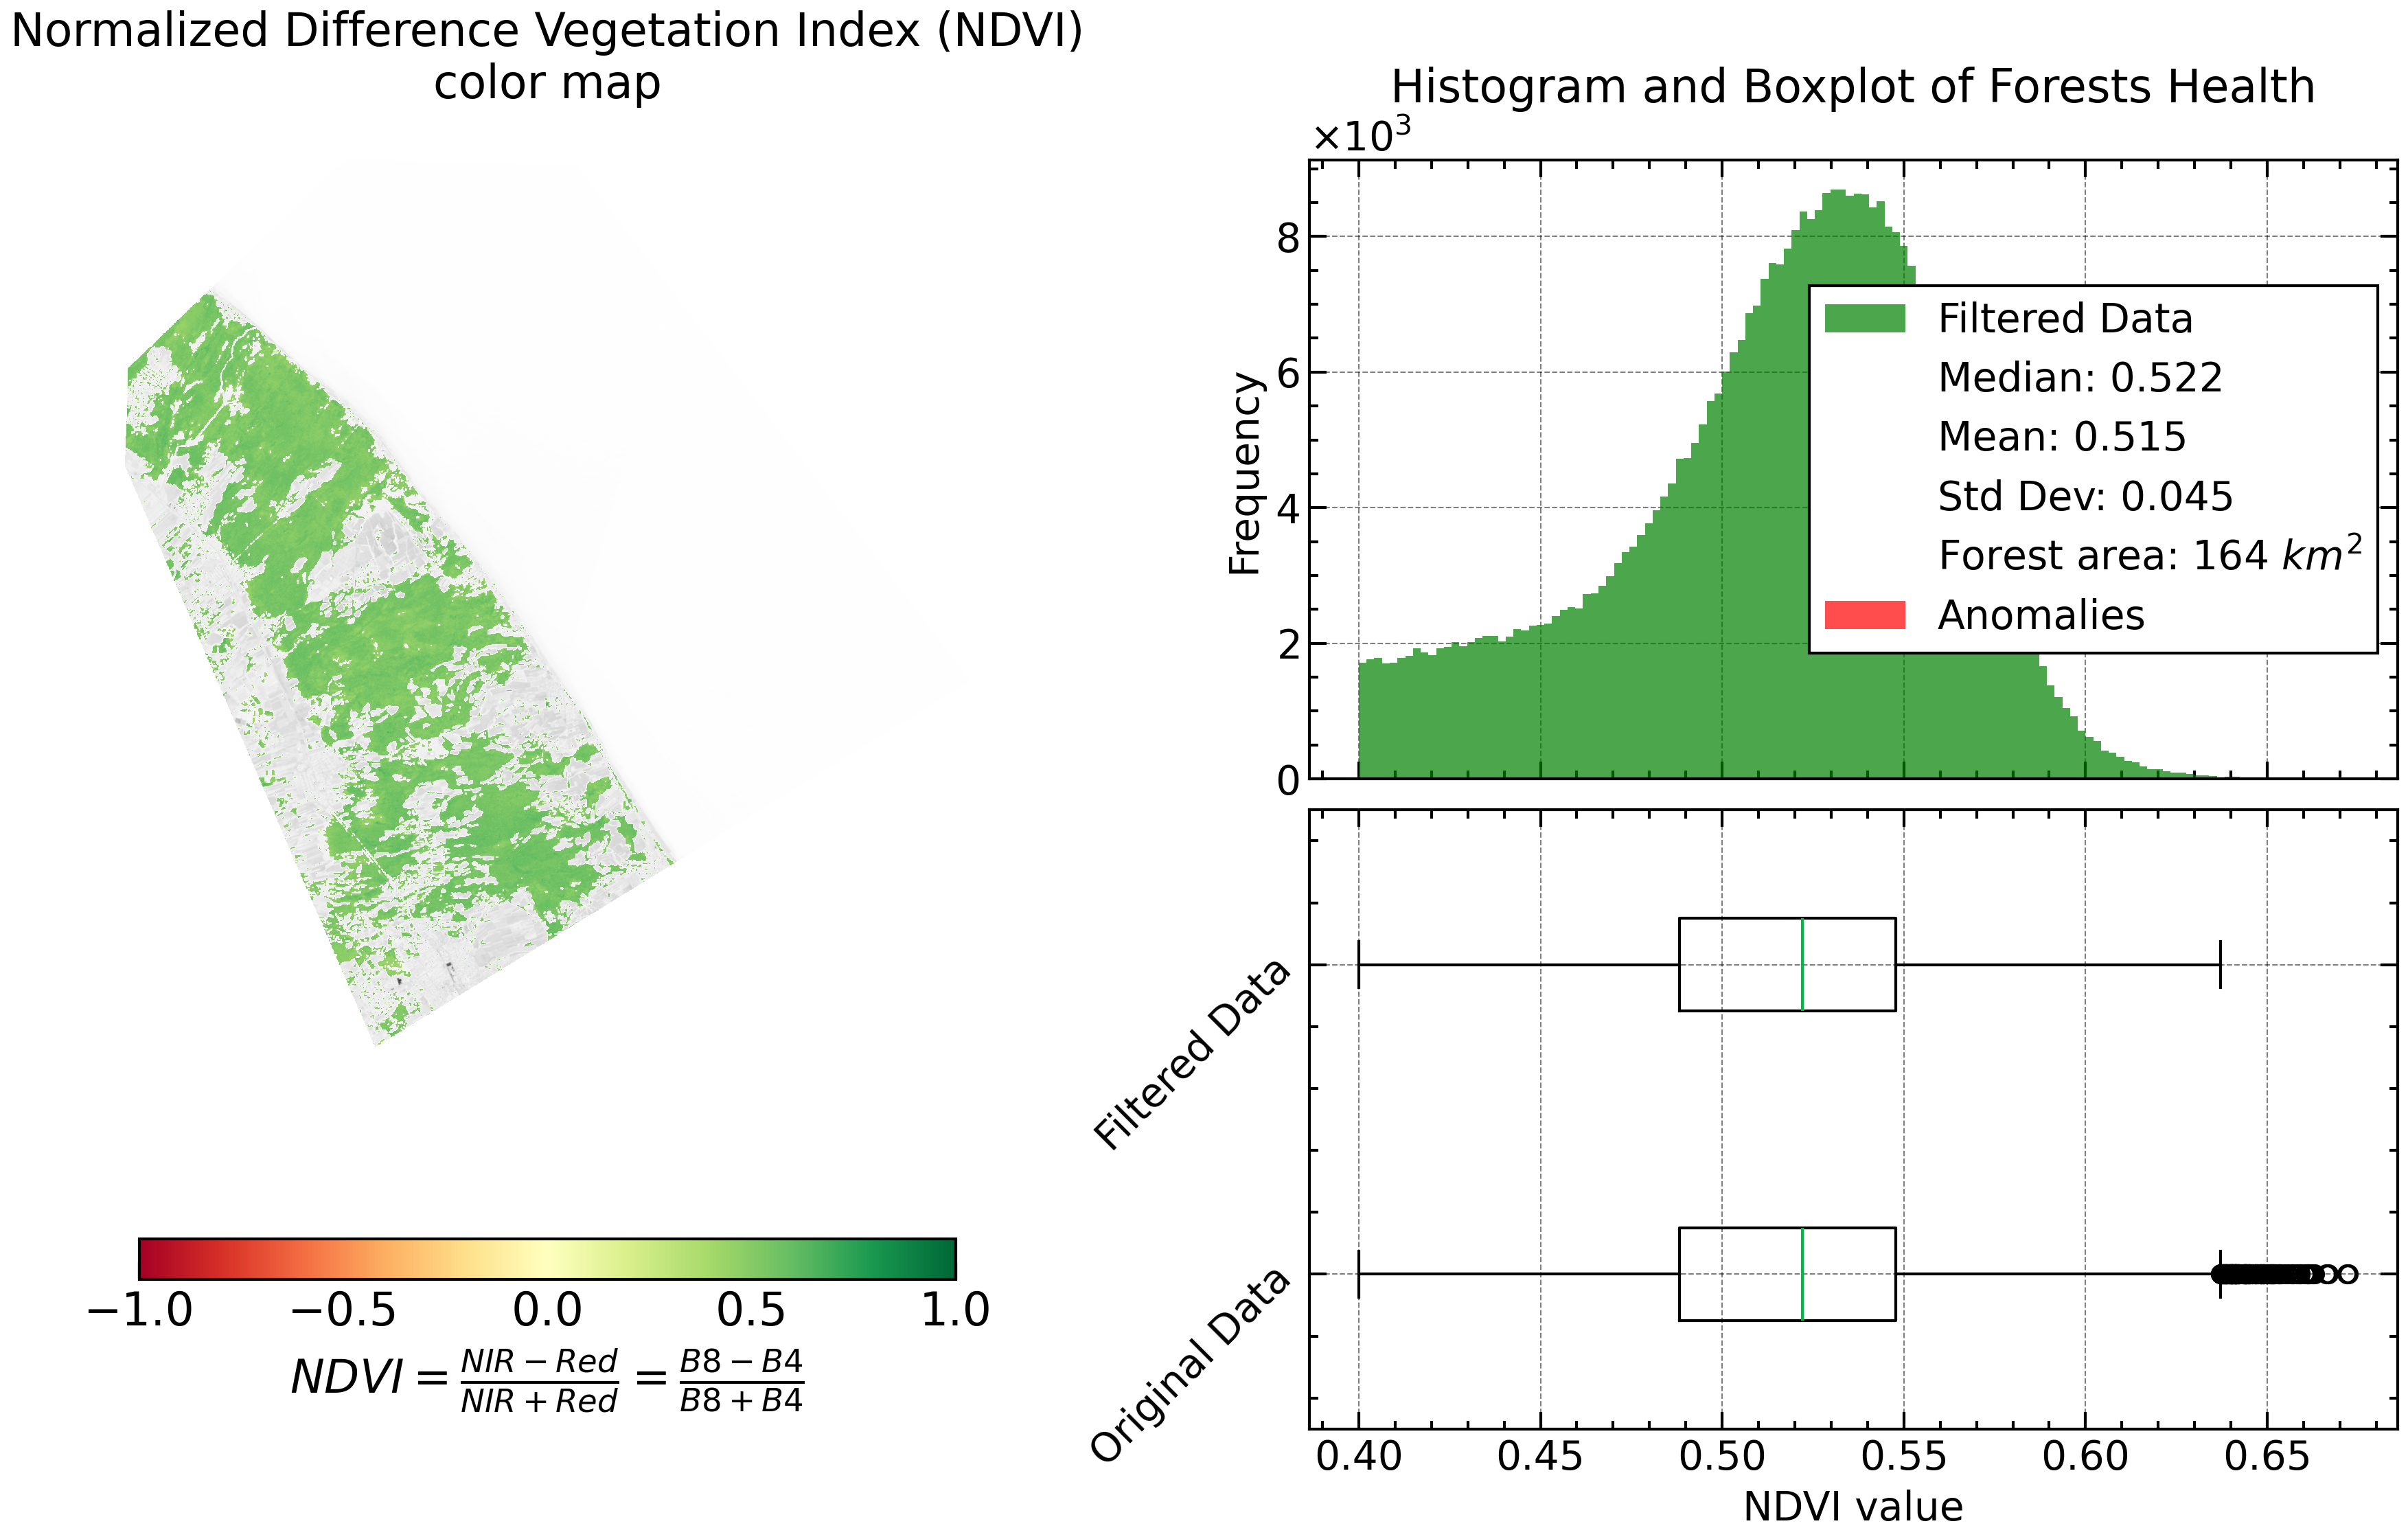 Normalized Difference Vegetation Index (NDVI)
color map
−1.0 −0.5 0.0 0.5 1.0
NDVI = (NIR − Red)/(NIR + Red) = (B8 − B4)/(B8 + B4)
Histogram and Boxplot of Forests Health
×10³
8
6
4
2
0
Frequency
Filtered Data
Median: 0.522
Mean: 0.515
Std Dev: 0.045
Forest area: 164 km²
Anomalies
Filtered Data
Original Data
0.40 0.45 0.50 0.55 0.60 0.65
NDVI value